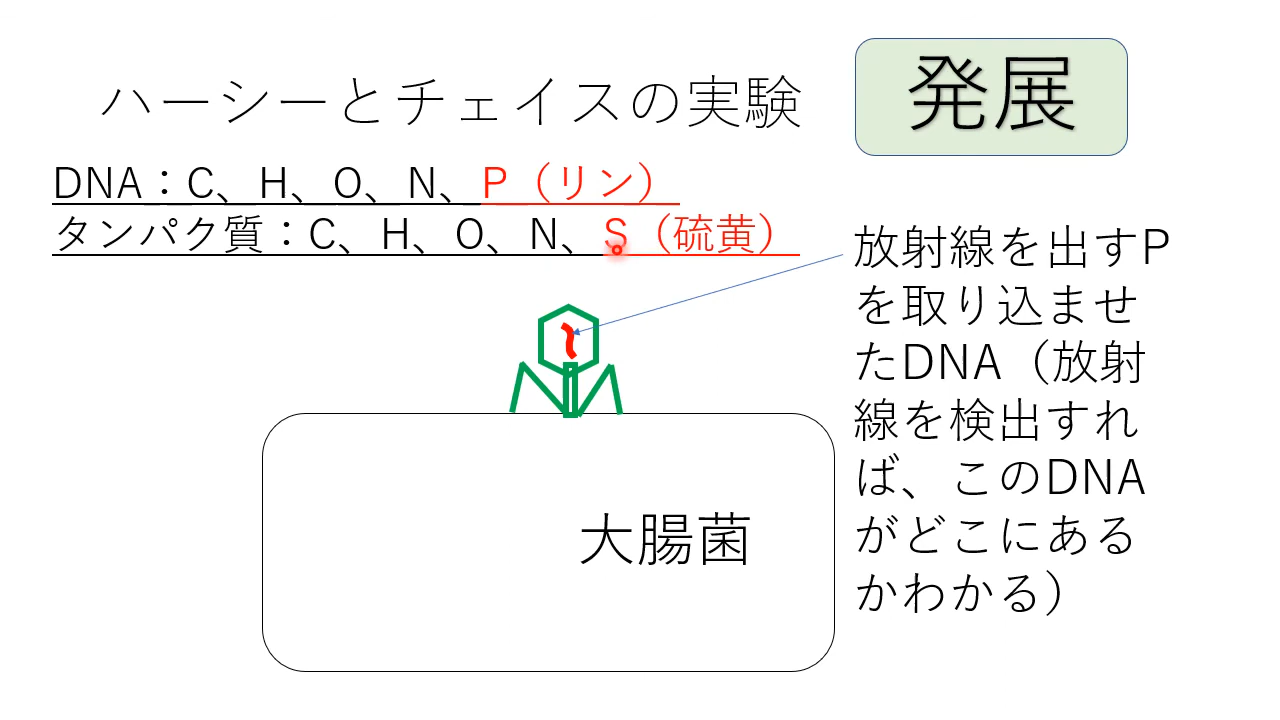 ハーシーとチェイスの実験
発展
DNA：C、H、O、N、P（リン）
タンパク質：C、H、O、N、S（硫黄）
放射線を出すP
を取り込ませ
たDNA（放射
線を検出すれ
ば、このDNA
がどこにある
かわかる）
大腸菌